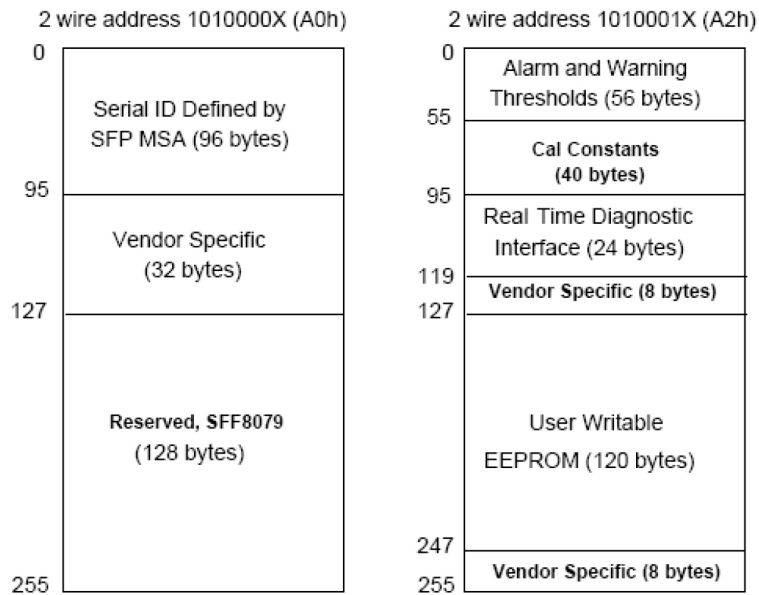 2 wire address 1010000X (A0h)
0
Serial ID Defined by
SFP MSA (96 bytes)
95
Vendor Specific
(32 bytes)
127
Reserved, SFF8079
(128 bytes)
255
2 wire address 1010001X (A2h)
0
Alarm and Warning
Thresholds (56 bytes)
55
Cal Constants
(40 bytes)
95
Real Time Diagnostic
Interface (24 bytes)
119
Vendor Specific (8 bytes)
127
User Writable
EEPROM (120 bytes)
247
Vendor Specific (8 bytes)
255